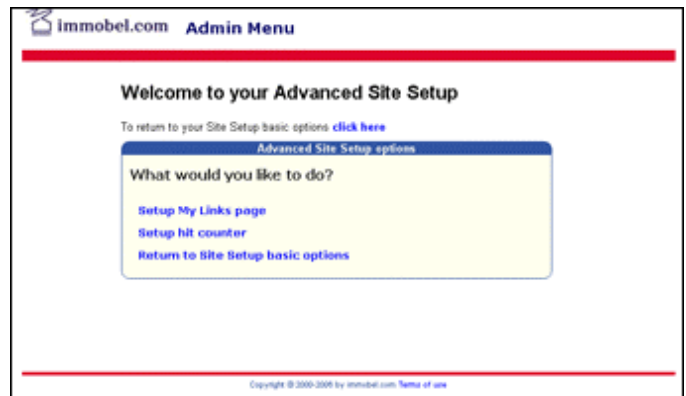 immobel.com Admin Menu
Welcome to your Advanced Site Setup
To return to your Site Setup basic options click here
Advanced Site Setup options
What would you like to do?
Setup My Links page
Setup hit counter
Return to Site Setup basic options
Copyright © 2000-2006 by immobel.com Terms of use